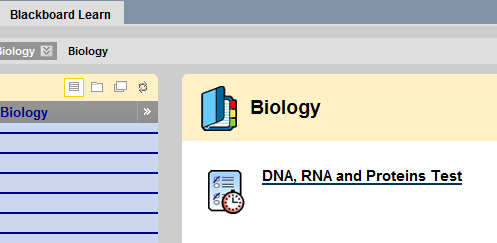 Blackboard Learn
Biology
Biology
Biology
Biology
DNA, RNA and Proteins Test